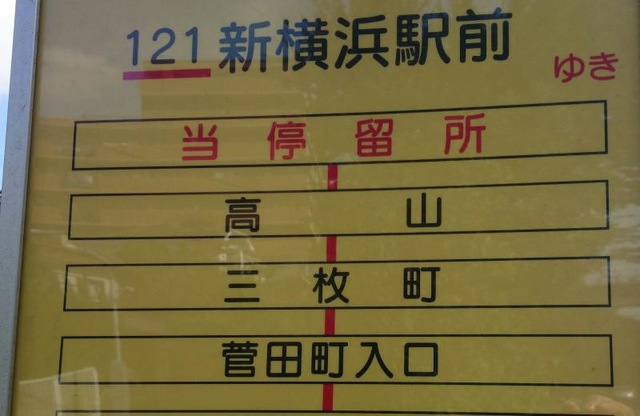 121 新横浜駅前 ゆき
当停留所
高山
三枚町
菅田町入口